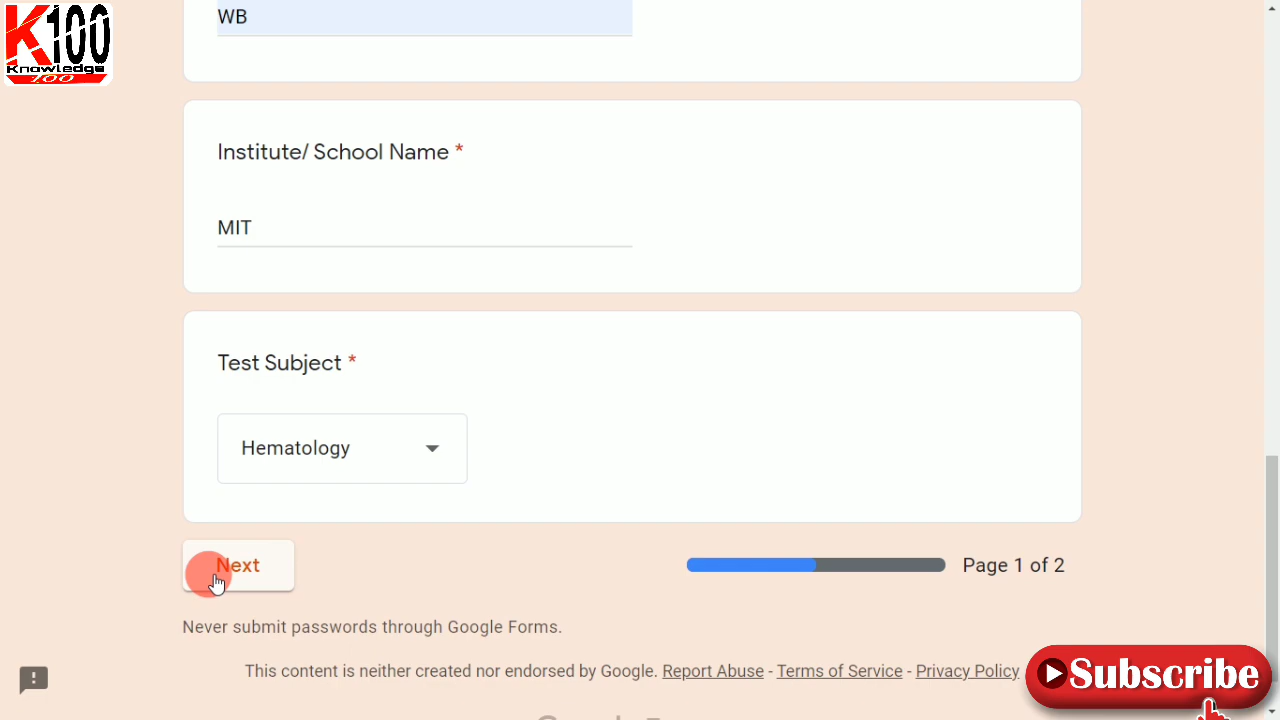 K100
Knowledge
100
WB
Institute/ School Name *
MIT
Test Subject *
Hematology
Next
Page 1 of 2
Never submit passwords through Google Forms.
This content is neither created nor endorsed by Google. Report Abuse - Terms of Service - Privacy Policy
Subscribe